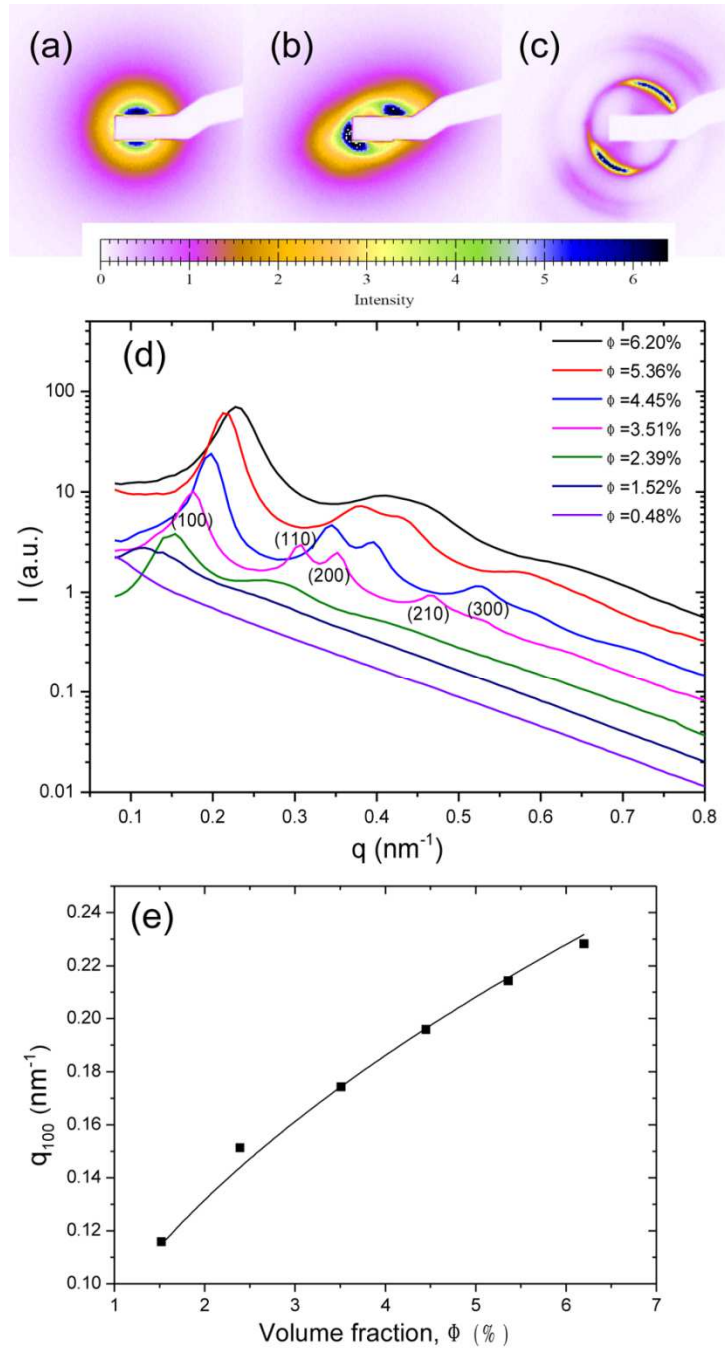 (a) (b) (c)
0 1 2 3 4 5 6
Intensity
(d)
ϕ =6.20%
ϕ =5.36%
ϕ =4.45%
ϕ =3.51%
ϕ =2.39%
ϕ =1.52%
ϕ =0.48%
100
10
1
0.1
0.01
I (a.u.)
(100)
(110)
(200)
(210)
(300)
0.1 0.2 0.3 0.4 0.5 0.6 0.7 0.8
q (nm⁻¹)
(e)
0.24
0.22
0.20
0.18
0.16
0.14
0.12
0.10
q₁₀₀ (nm⁻¹)
1 2 3 4 5 6 7
Volume fraction, Φ (%)